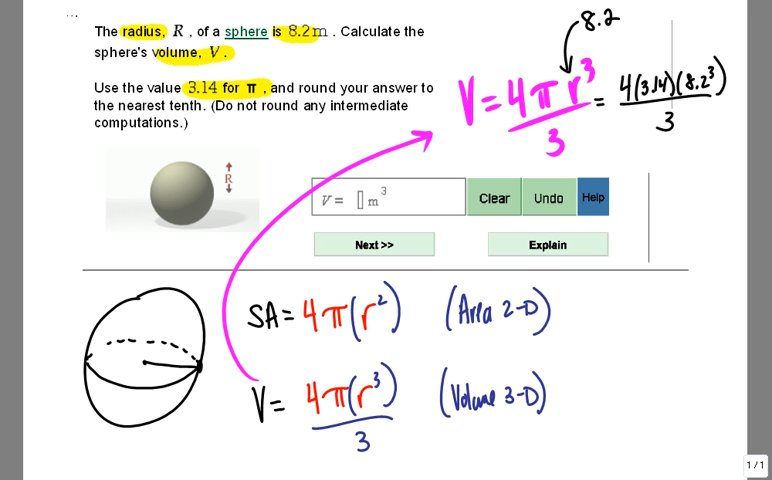 The radius, R , of a sphere is 8.2m . Calculate the
sphere's volume, V .
8.2
Use the value 3.14 for π , and round your answer to
the nearest tenth. (Do not round any intermediate
computations.)
V = 4πr³/3 = 4(3.14)(8.2³)/3
R
V = m³
Clear
Undo
Help
Next >>
Explain
SA = 4π(r²) (Area 2-D)
V = 4π(r³)/3 (Volume 3-D)
1 / 1